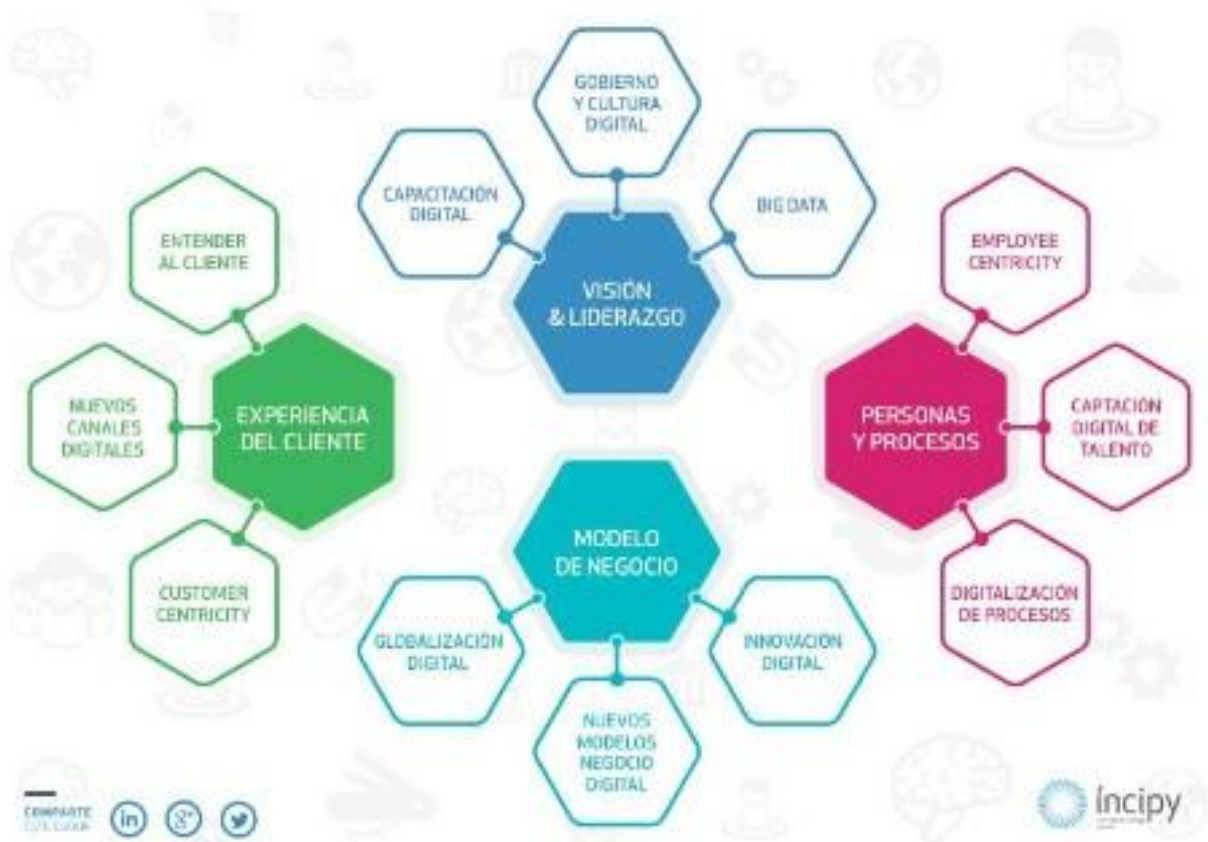 GOBIERNO
Y CULTURA
DIGITAL
CAPACITACIÓN
DIGITAL
BIG DATA
VISIÓN
& LIDERAZGO
ENTENDER
AL CLIENTE
NUEVOS
CANALES
DIGITALES
CUSTOMER
CENTRICITY
EXPERIENCIA
DEL CLIENTE
EMPLOYEE
CENTRICITY
CAPTACIÓN
DIGITAL DE
TALENTO
DIGITALIZACIÓN
DE PROCESOS
PERSONAS
Y PROCESOS
MODELO
DE NEGOCIO
GLOBALIZACIÓN
DIGITAL
NUEVOS
MODELOS
NEGOCIO
DIGITAL
INNOVACIÓN
DIGITAL
COMPARTE
in
g+
íncipy